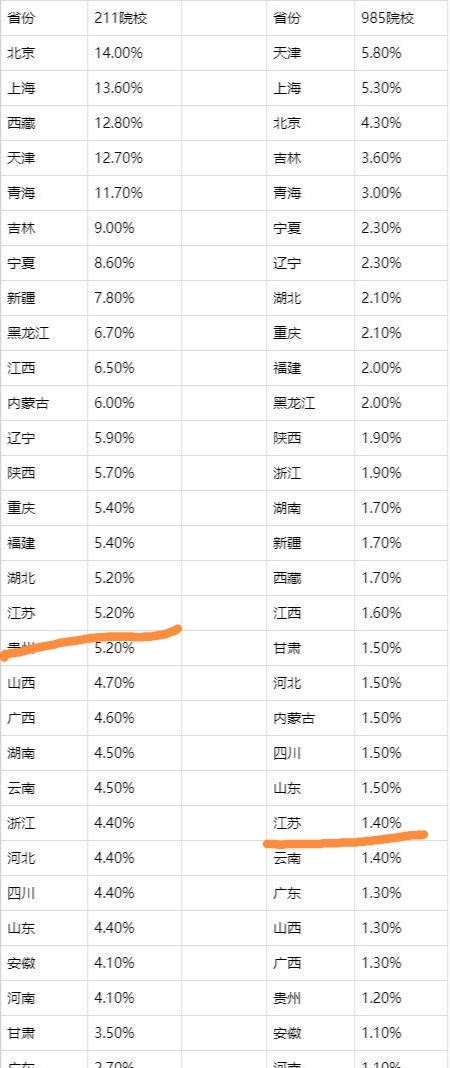 省份 211院校 省份 985院校
北京 14.00% 天津 5.80%
上海 13.60% 上海 5.30%
西藏 12.80% 北京 4.30%
天津 12.70% 吉林 3.60%
青海 11.70% 青海 3.00%
吉林 9.00% 宁夏 2.30%
宁夏 8.60% 辽宁 2.30%
新疆 7.80% 湖北 2.10%
黑龙江 6.70% 重庆 2.10%
江西 6.50% 福建 2.00%
内蒙古 6.00% 黑龙江 2.00%
辽宁 5.90% 陕西 1.90%
陕西 5.70% 浙江 1.90%
重庆 5.40% 湖南 1.70%
福建 5.40% 新疆 1.70%
湖北 5.20% 西藏 1.70%
江苏 5.20% 江西 1.60%
贵州 5.20% 甘肃 1.50%
山西 4.70% 河北 1.50%
广西 4.60% 内蒙古 1.50%
湖南 4.50% 四川 1.50%
云南 4.50% 山东 1.50%
浙江 4.40% 江苏 1.40%
河北 4.40% 云南 1.40%
四川 4.40% 广东 1.30%
山东 4.40% 山西 1.30%
安徽 4.10% 广西 1.30%
河南 4.10% 贵州 1.20%
甘肃 3.50% 安徽 1.10%
广东 2.70% 河南 1.10%